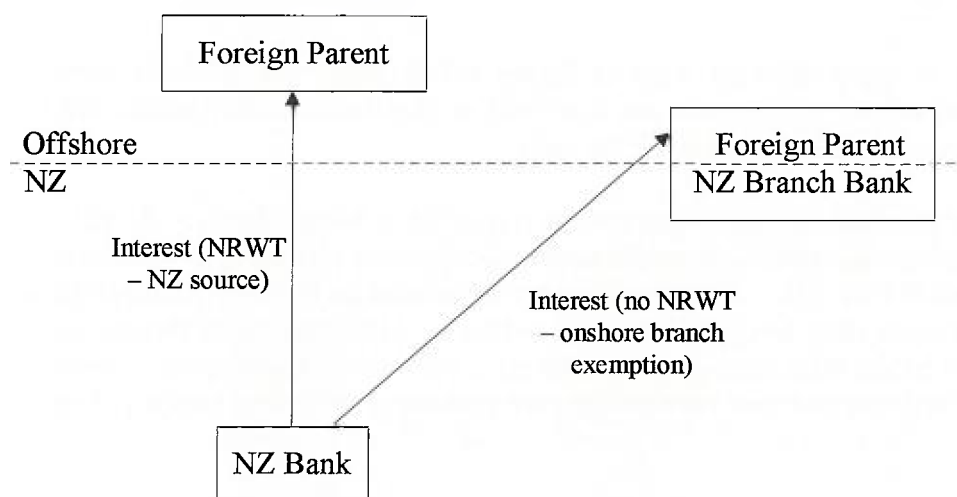 Foreign Parent
Offshore
NZ
Foreign Parent
NZ Branch Bank
Interest (NRWT
– NZ source)
Interest (no NRWT
– onshore branch
exemption)
NZ Bank